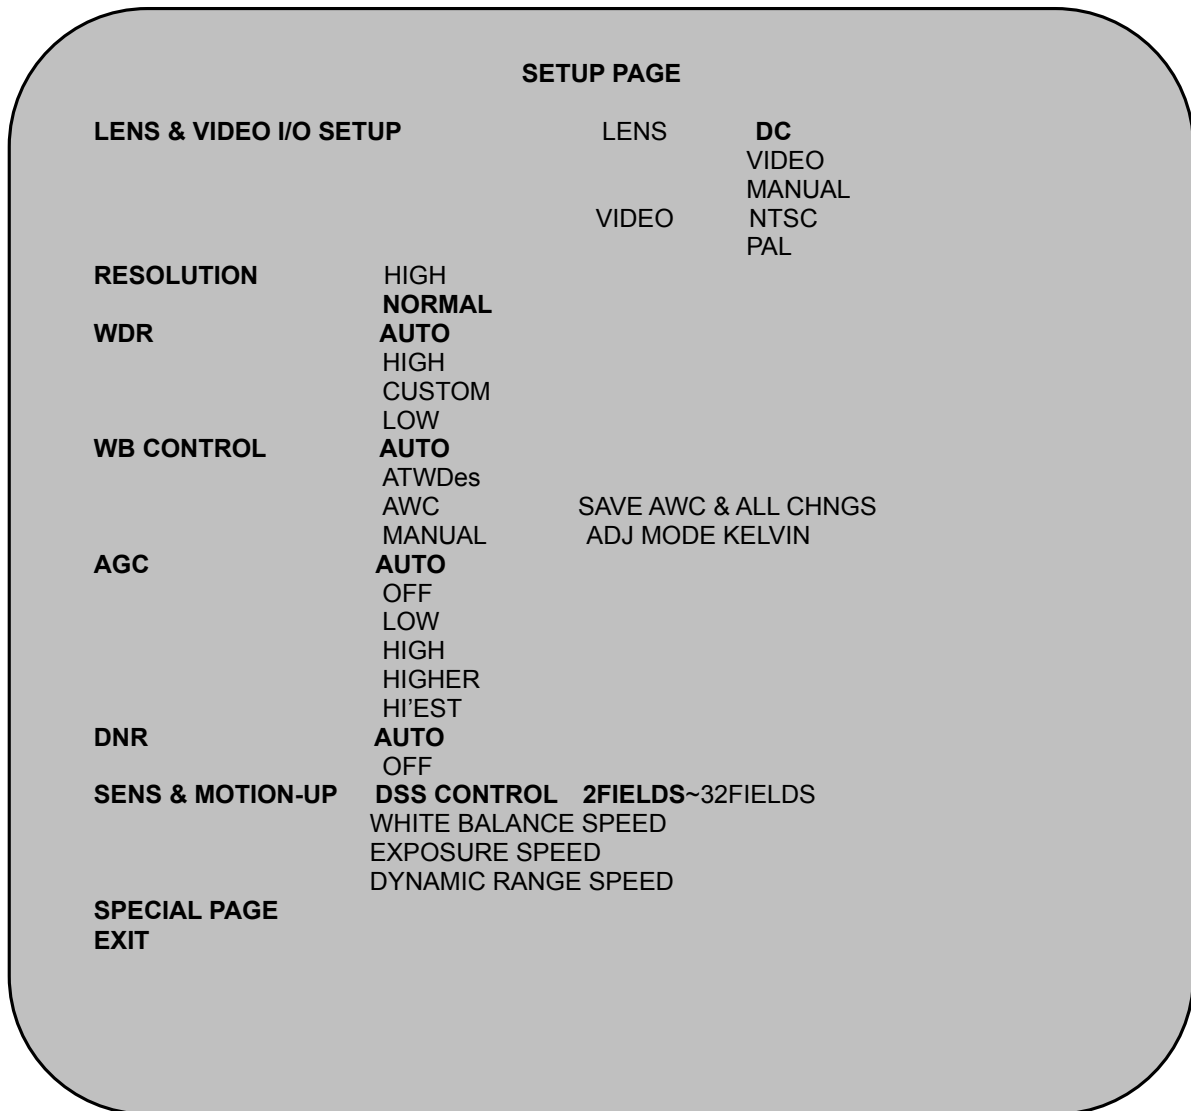 SETUP PAGE
LENS & VIDEO I/O SETUP LENS DC
VIDEO
MANUAL
VIDEO NTSC
PAL
RESOLUTION HIGH
NORMAL
WDR AUTO
HIGH
CUSTOM
LOW
WB CONTROL AUTO
ATWDes
AWC SAVE AWC & ALL CHNGS
MANUAL ADJ MODE KELVIN
AGC AUTO
OFF
LOW
HIGH
HIGHER
HI’EST
DNR AUTO
OFF
SENS & MOTION-UP DSS CONTROL 2FIELDS~32FIELDS
WHITE BALANCE SPEED
EXPOSURE SPEED
DYNAMIC RANGE SPEED
SPECIAL PAGE
EXIT